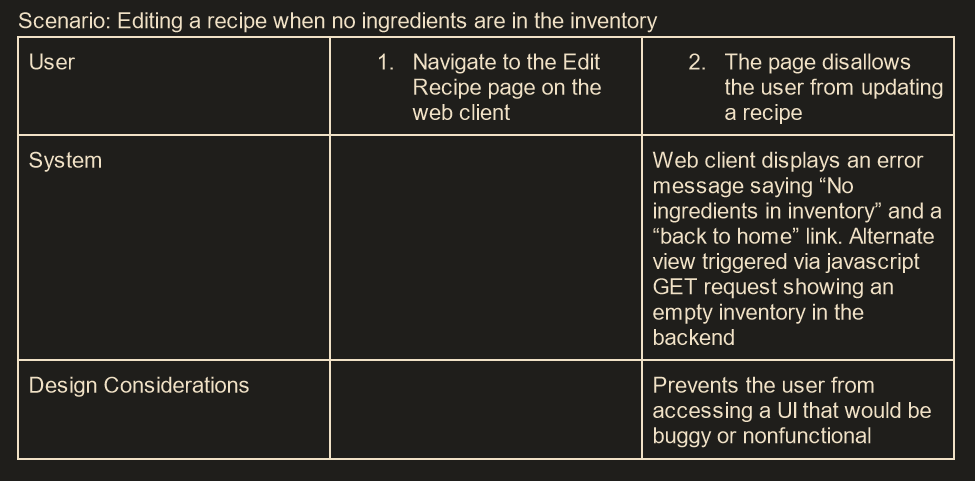 Scenario: Editing a recipe when no ingredients are in the inventory
User
1. Navigate to the Edit
Recipe page on the
web client
2. The page disallows
the user from updating
a recipe
System
Web client displays an error
message saying “No
ingredients in inventory” and a
“back to home” link. Alternate
view triggered via javascript
GET request showing an
empty inventory in the
backend
Design Considerations
Prevents the user from
accessing a UI that would be
buggy or nonfunctional